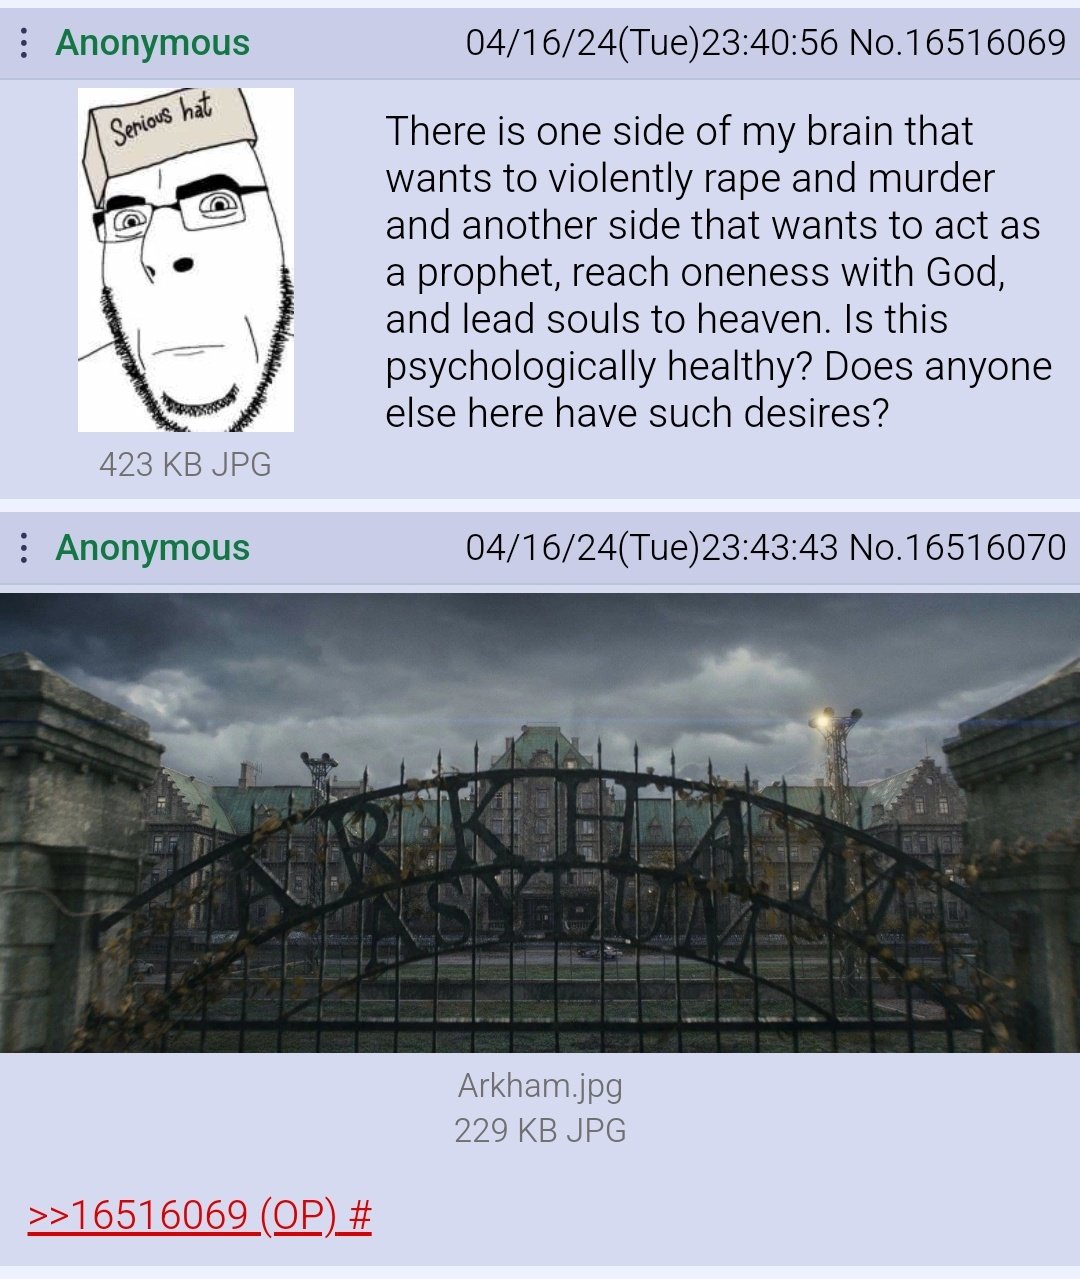 Anonymous 04/16/24(Tue)23:40:56 No.16516069
Serious hat
There is one side of my brain that
wants to violently rape and murder
and another side that wants to act as
a prophet, reach oneness with God,
and lead souls to heaven. Is this
psychologically healthy? Does anyone
else here have such desires?
423 KB JPG
Anonymous 04/16/24(Tue)23:43:43 No.16516070
ARKHAM
ASYLUM
Arkham.jpg
229 KB JPG
>>16516069 (OP) #